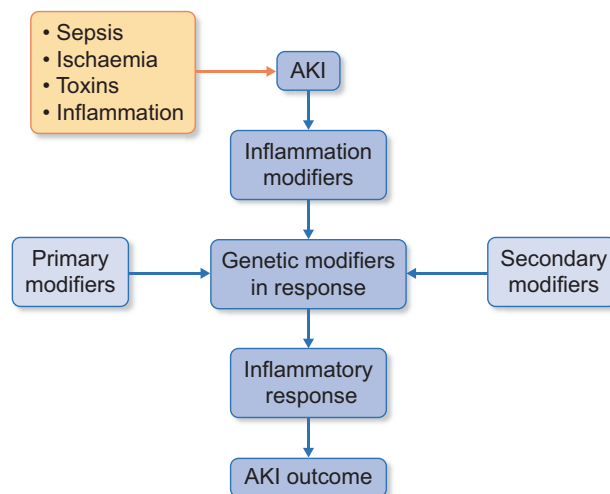 • Sepsis
• Ischaemia
• Toxins
• Inflammation
AKI
Inflammation
modifiers
Primary
modifiers
Genetic modifiers
in response
Secondary
modifiers
Inflammatory
response
AKI outcome